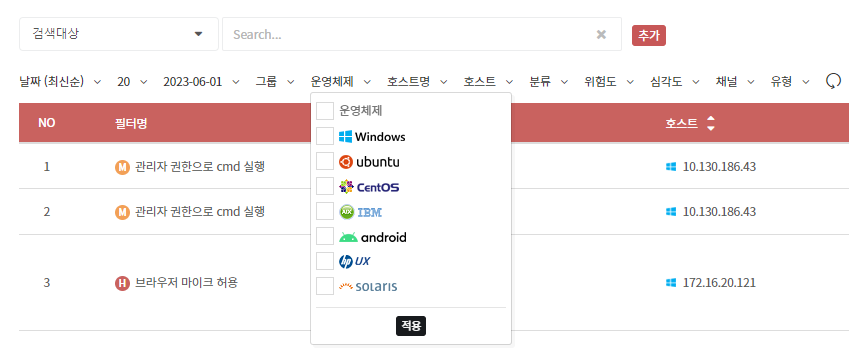 검색대상 Search... 추가
날짜 (최신순) 20 2023-06-01 그룹 운영체제 호스트명 호스트 분류 위험도 심각도 채널 유형
NO 필터명 호스트
운영체제
Windows
ubuntu
CentOS
AIX IBM
android
hp UX
solaris
적용
1 M 관리자 권한으로 cmd 실행 10.130.186.43
2 M 관리자 권한으로 cmd 실행 10.130.186.43
3 H 브라우저 마이크 허용 172.16.20.121